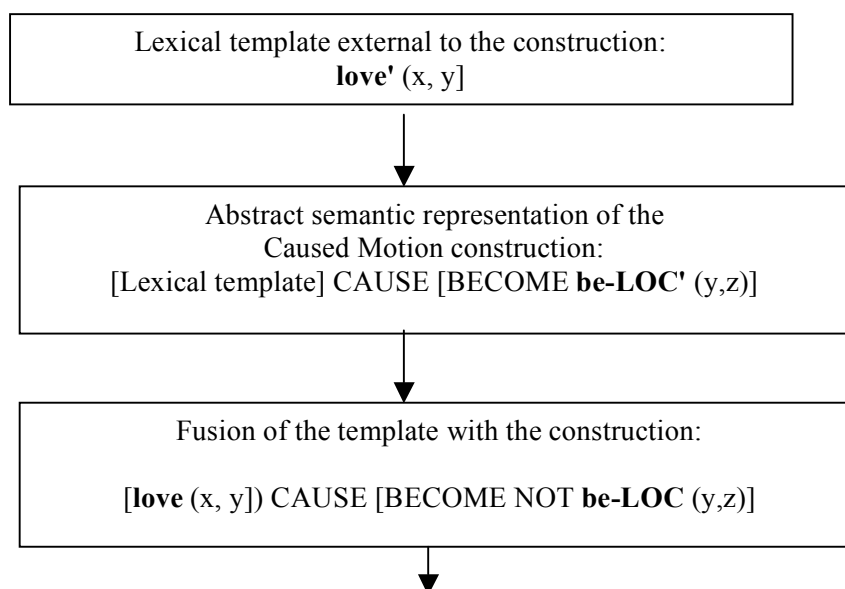 Lexical template external to the construction:
love' (x, y]
Abstract semantic representation of the
Caused Motion construction:
[Lexical template] CAUSE [BECOME be-LOC' (y,z)]
Fusion of the template with the construction:
[love (x, y]) CAUSE [BECOME NOT be-LOC (y,z)]